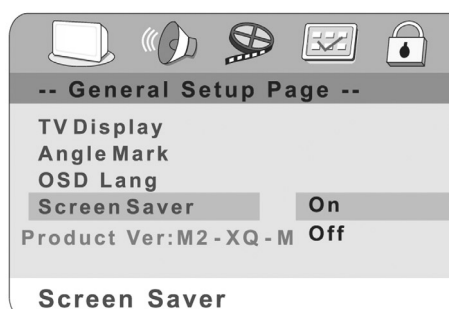 -- General Setup Page --
TV Display
Angle Mark
OSD Lang
Screen Saver On
Product Ver:M2-XQ-M Off
Screen Saver